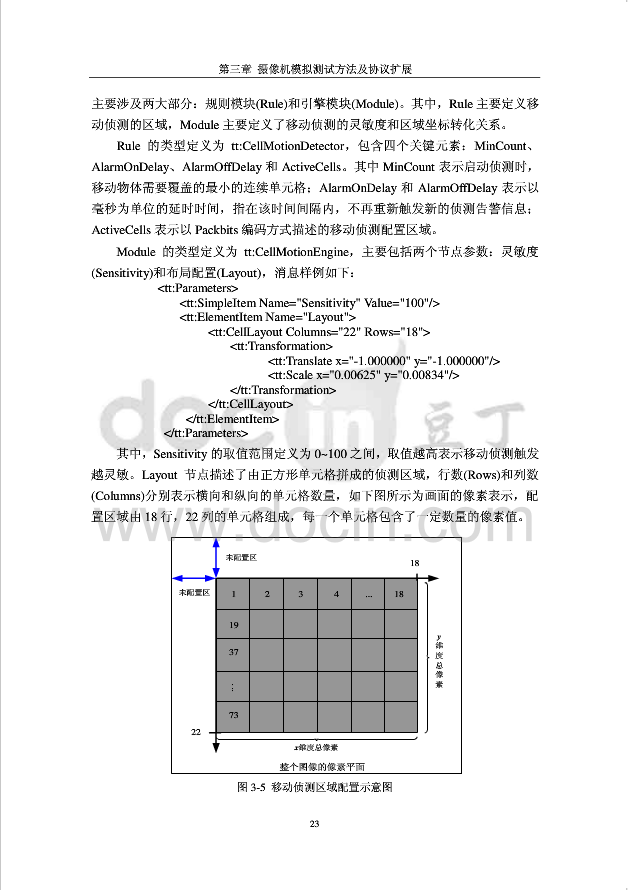 第三章 摄像机模拟测试方法及协议扩展
主要涉及两大部分：规则模块(Rule)和引擎模块(Module)。其中，Rule 主要定义移
动侦测的区域，Module 主要定义了移动侦测的灵敏度和区域坐标转化关系。
Rule 的类型定义为 tt:CellMotionDetector，包含四个关键元素：MinCount、
AlarmOnDelay、AlarmOffDelay 和 ActiveCells。其中 MinCount 表示启动侦测时，
移动物体需要覆盖的最小的连续单元格；AlarmOnDelay 和 AlarmOffDelay 表示以
毫秒为单位的延时时间，指在该时间间隔内，不再重新触发新的侦测告警信息；
ActiveCells 表示以 Packbits 编码方式描述的移动侦测配置区域。
Module 的类型定义为 tt:CellMotionEngine，主要包括两个节点参数：灵敏度
(Sensitivity)和布局配置(Layout)，消息样例如下：
<tt:Parameters>
<tt:SimpleItem Name="Sensitivity" Value="100"/>
<tt:ElementItem Name="Layout">
<tt:CellLayout Columns="22" Rows="18">
<tt:Transformation>
<tt:Translate x="-1.000000" y="-1.000000"/>
<tt:Scale x="0.00625" y="0.00834"/>
</tt:Transformation>
</tt:CellLayout>
</tt:ElementItem>
</tt:Parameters>
其中，Sensitivity 的取值范围定义为 0~100 之间，取值越高表示移动侦测触发
越灵敏。Layout 节点描述了由正方形单元格拼成的侦测区域，行数(Rows)和列数
(Columns)分别表示横向和纵向的单元格数量，如下图所示为画面的像素表示，配
置区域由 18 行，22 列的单元格组成，每一个单元格包含了一定数量的像素值。
docin 豆丁
www.docin.com
未配置区
18
未配置区
1 2 3 4 ... 18
19
37
⋮
73
22
y维度总像素
x维度总像素
整个图像的像素平面
图 3-5 移动侦测区域配置示意图
23